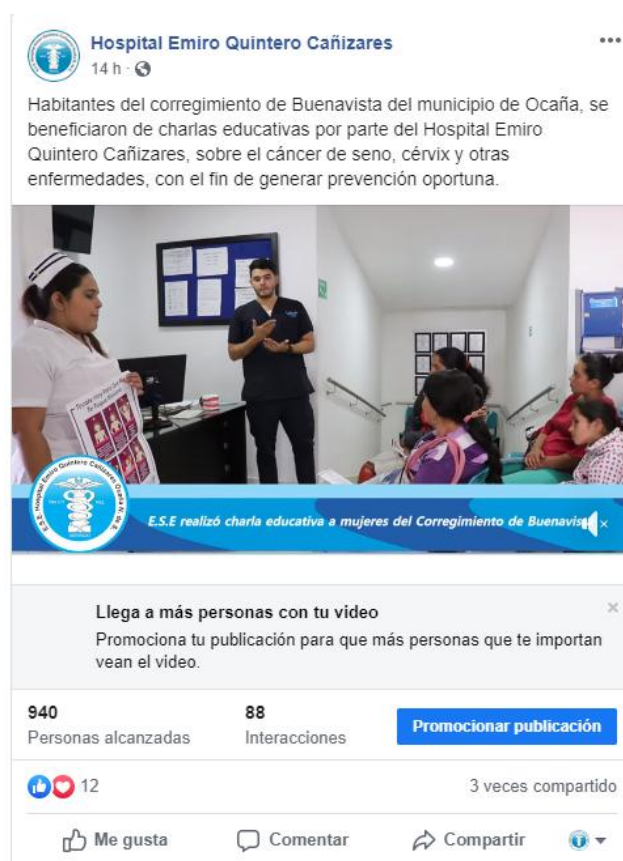 Hospital Emiro Quintero Cañizares
14 h ·
Habitantes del corregimiento de Buenavista del municipio de Ocaña, se
beneficiaron de charlas educativas por parte del Hospital Emiro
Quintero Cañizares, sobre el cáncer de seno, cérvix y otras
enfermedades, con el fin de generar prevención oportuna.
E.S.E realizó charla educativa a mujeres del Corregimiento de Buenavis
Llega a más personas con tu video
Promociona tu publicación para que más personas que te importan
vean el video.
940
Personas alcanzadas
88
Interacciones
Promocionar publicación
12
3 veces compartido
Me gusta
Comentar
Compartir